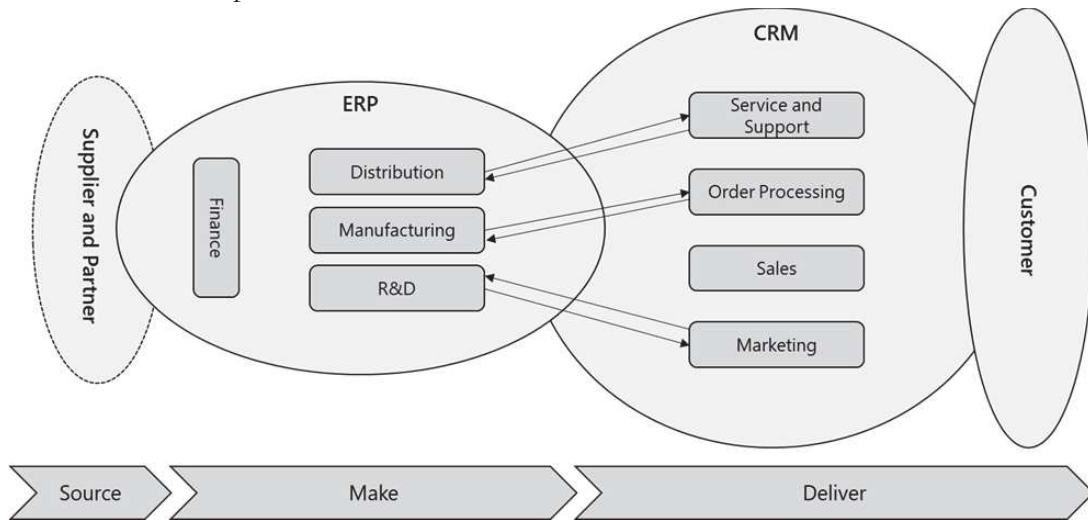 CRM
ERP
Service and
Support
Supplier and Partner
Finance
Distribution
Order Processing
Customer
Manufacturing
Sales
R&D
Marketing
Source
Make
Deliver